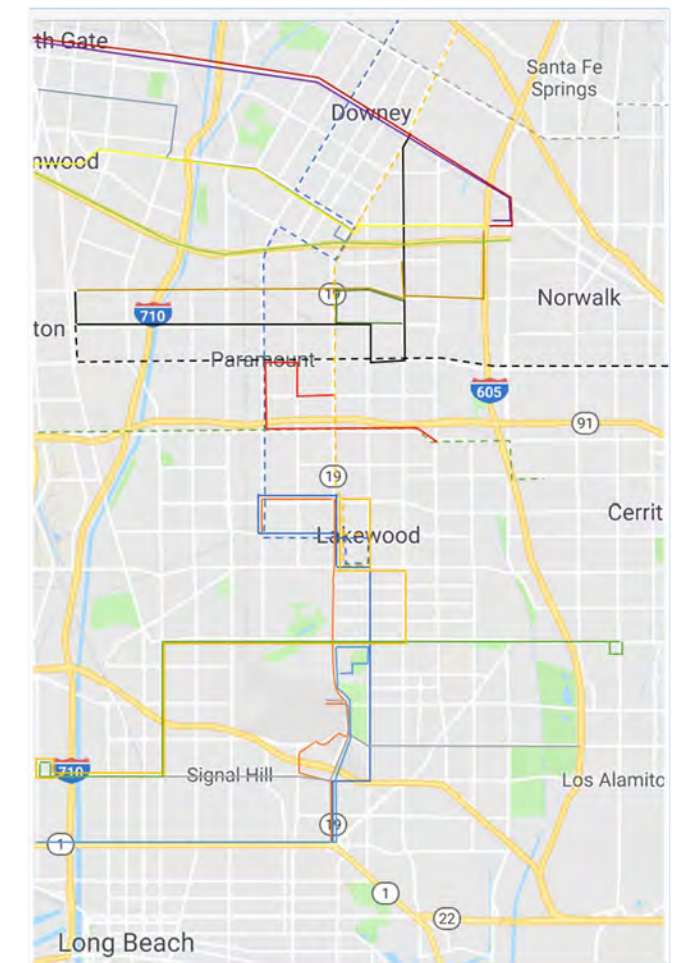 th Gate
Santa Fe
Springs
Downey
nwood
19
Norwalk
710
ton
Paramount
605
91
19
Cerrit
Lakewood
710
Signal Hill
Los Alamitc
19
1
1
22
Long Beach